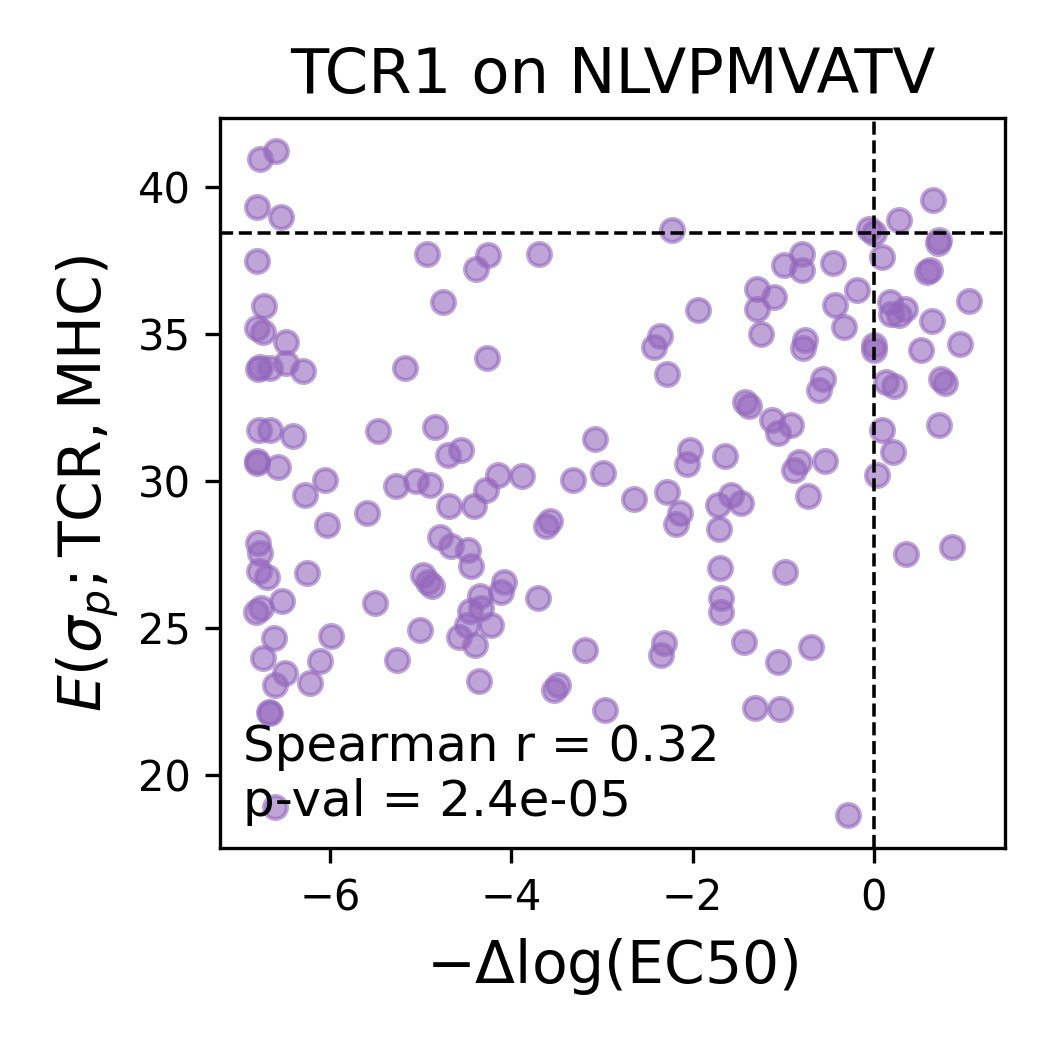 TCR1 on NLVPMVATV
E(σₚ; TCR, MHC)
40
35
30
25
20
Spearman r = 0.32
p-val = 2.4e-05
−6
−4
−2
0
−Δlog(EC50)